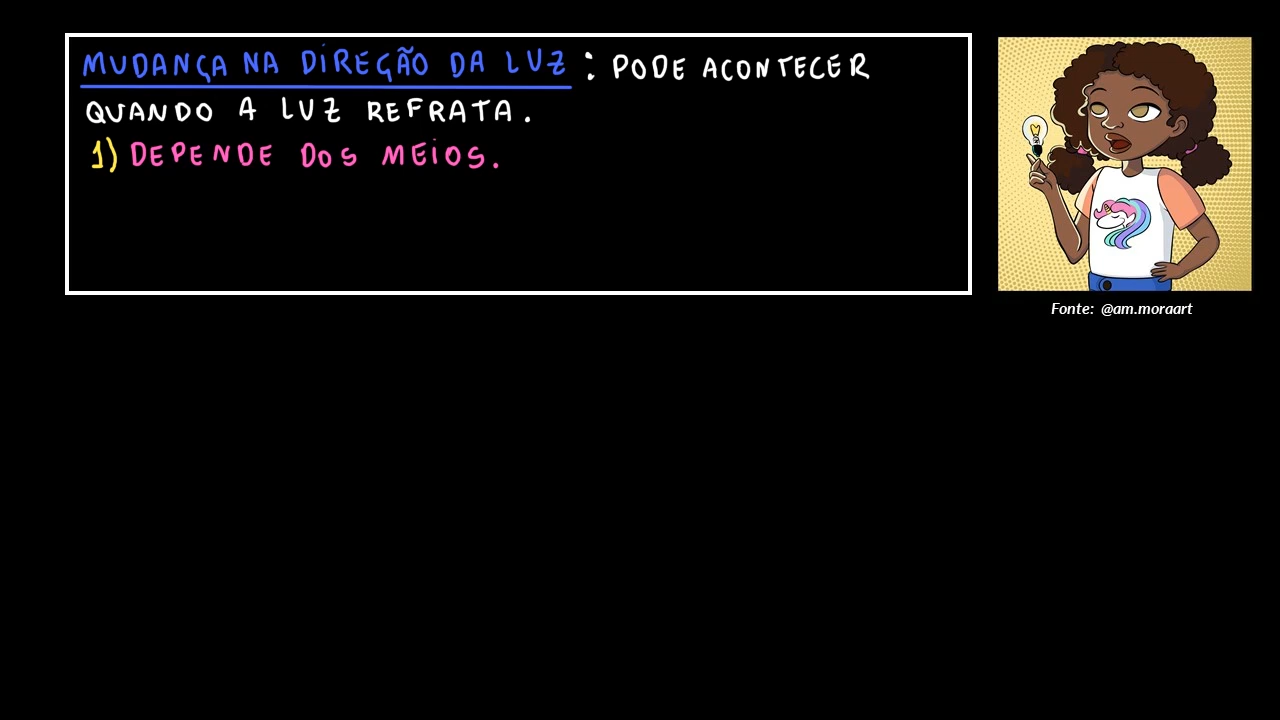 MUDANÇA NA DIREÇÃO DA LUZ : PODE ACONTECER
QUANDO A LUZ REFRATA.
1) DEPENDE DOS MEIOS.
Fonte: @am.moraart